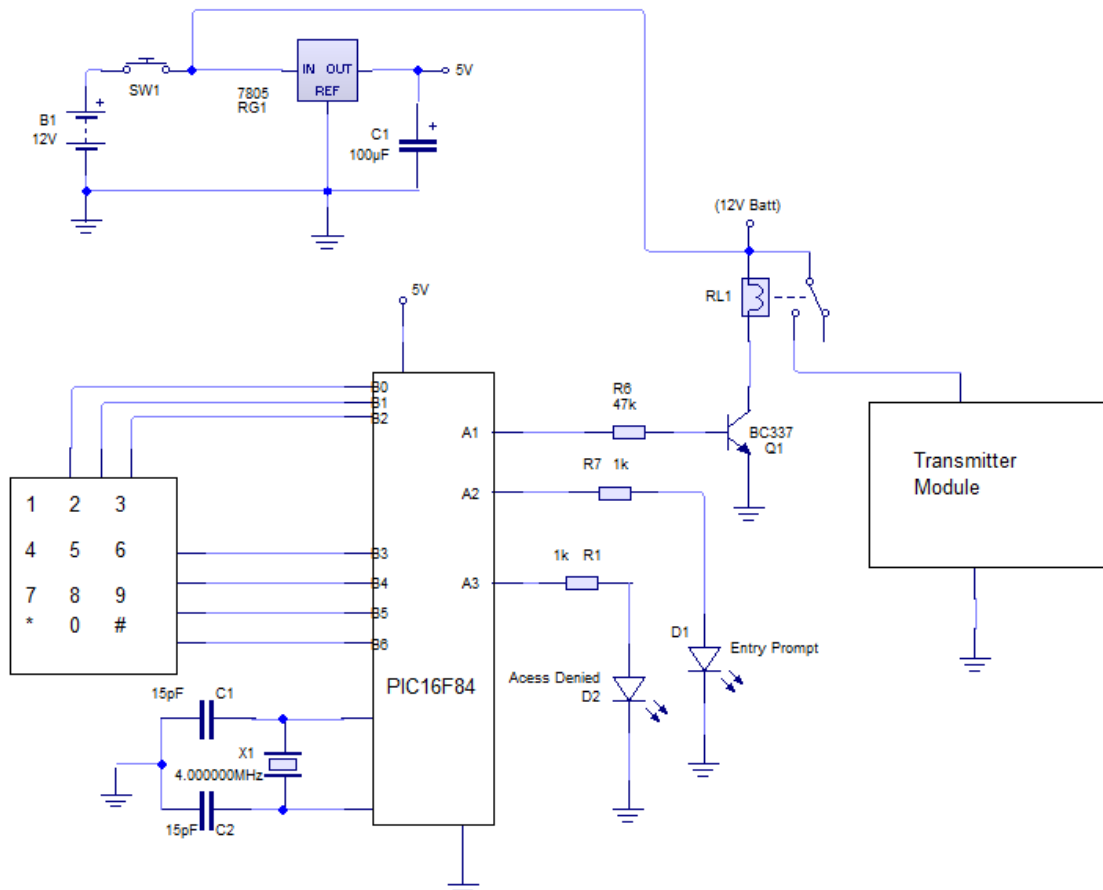 SW1
B1
12V
+
7805
RG1
IN OUT
REF
5V
+
C1
100µF
(12V Batt)
RL1
5V
B0
B1
B2
B3
B4
B5
B6
A1
A2
A3
PIC16F84
R6
47k
BC337
Q1
R7 1k
1k R1
D1
Entry Prompt
Acess Denied
D2
Transmitter
Module
1 2 3
4 5 6
7 8 9
* 0 #
15pF C1
X1
4.000000MHz
15pF C2